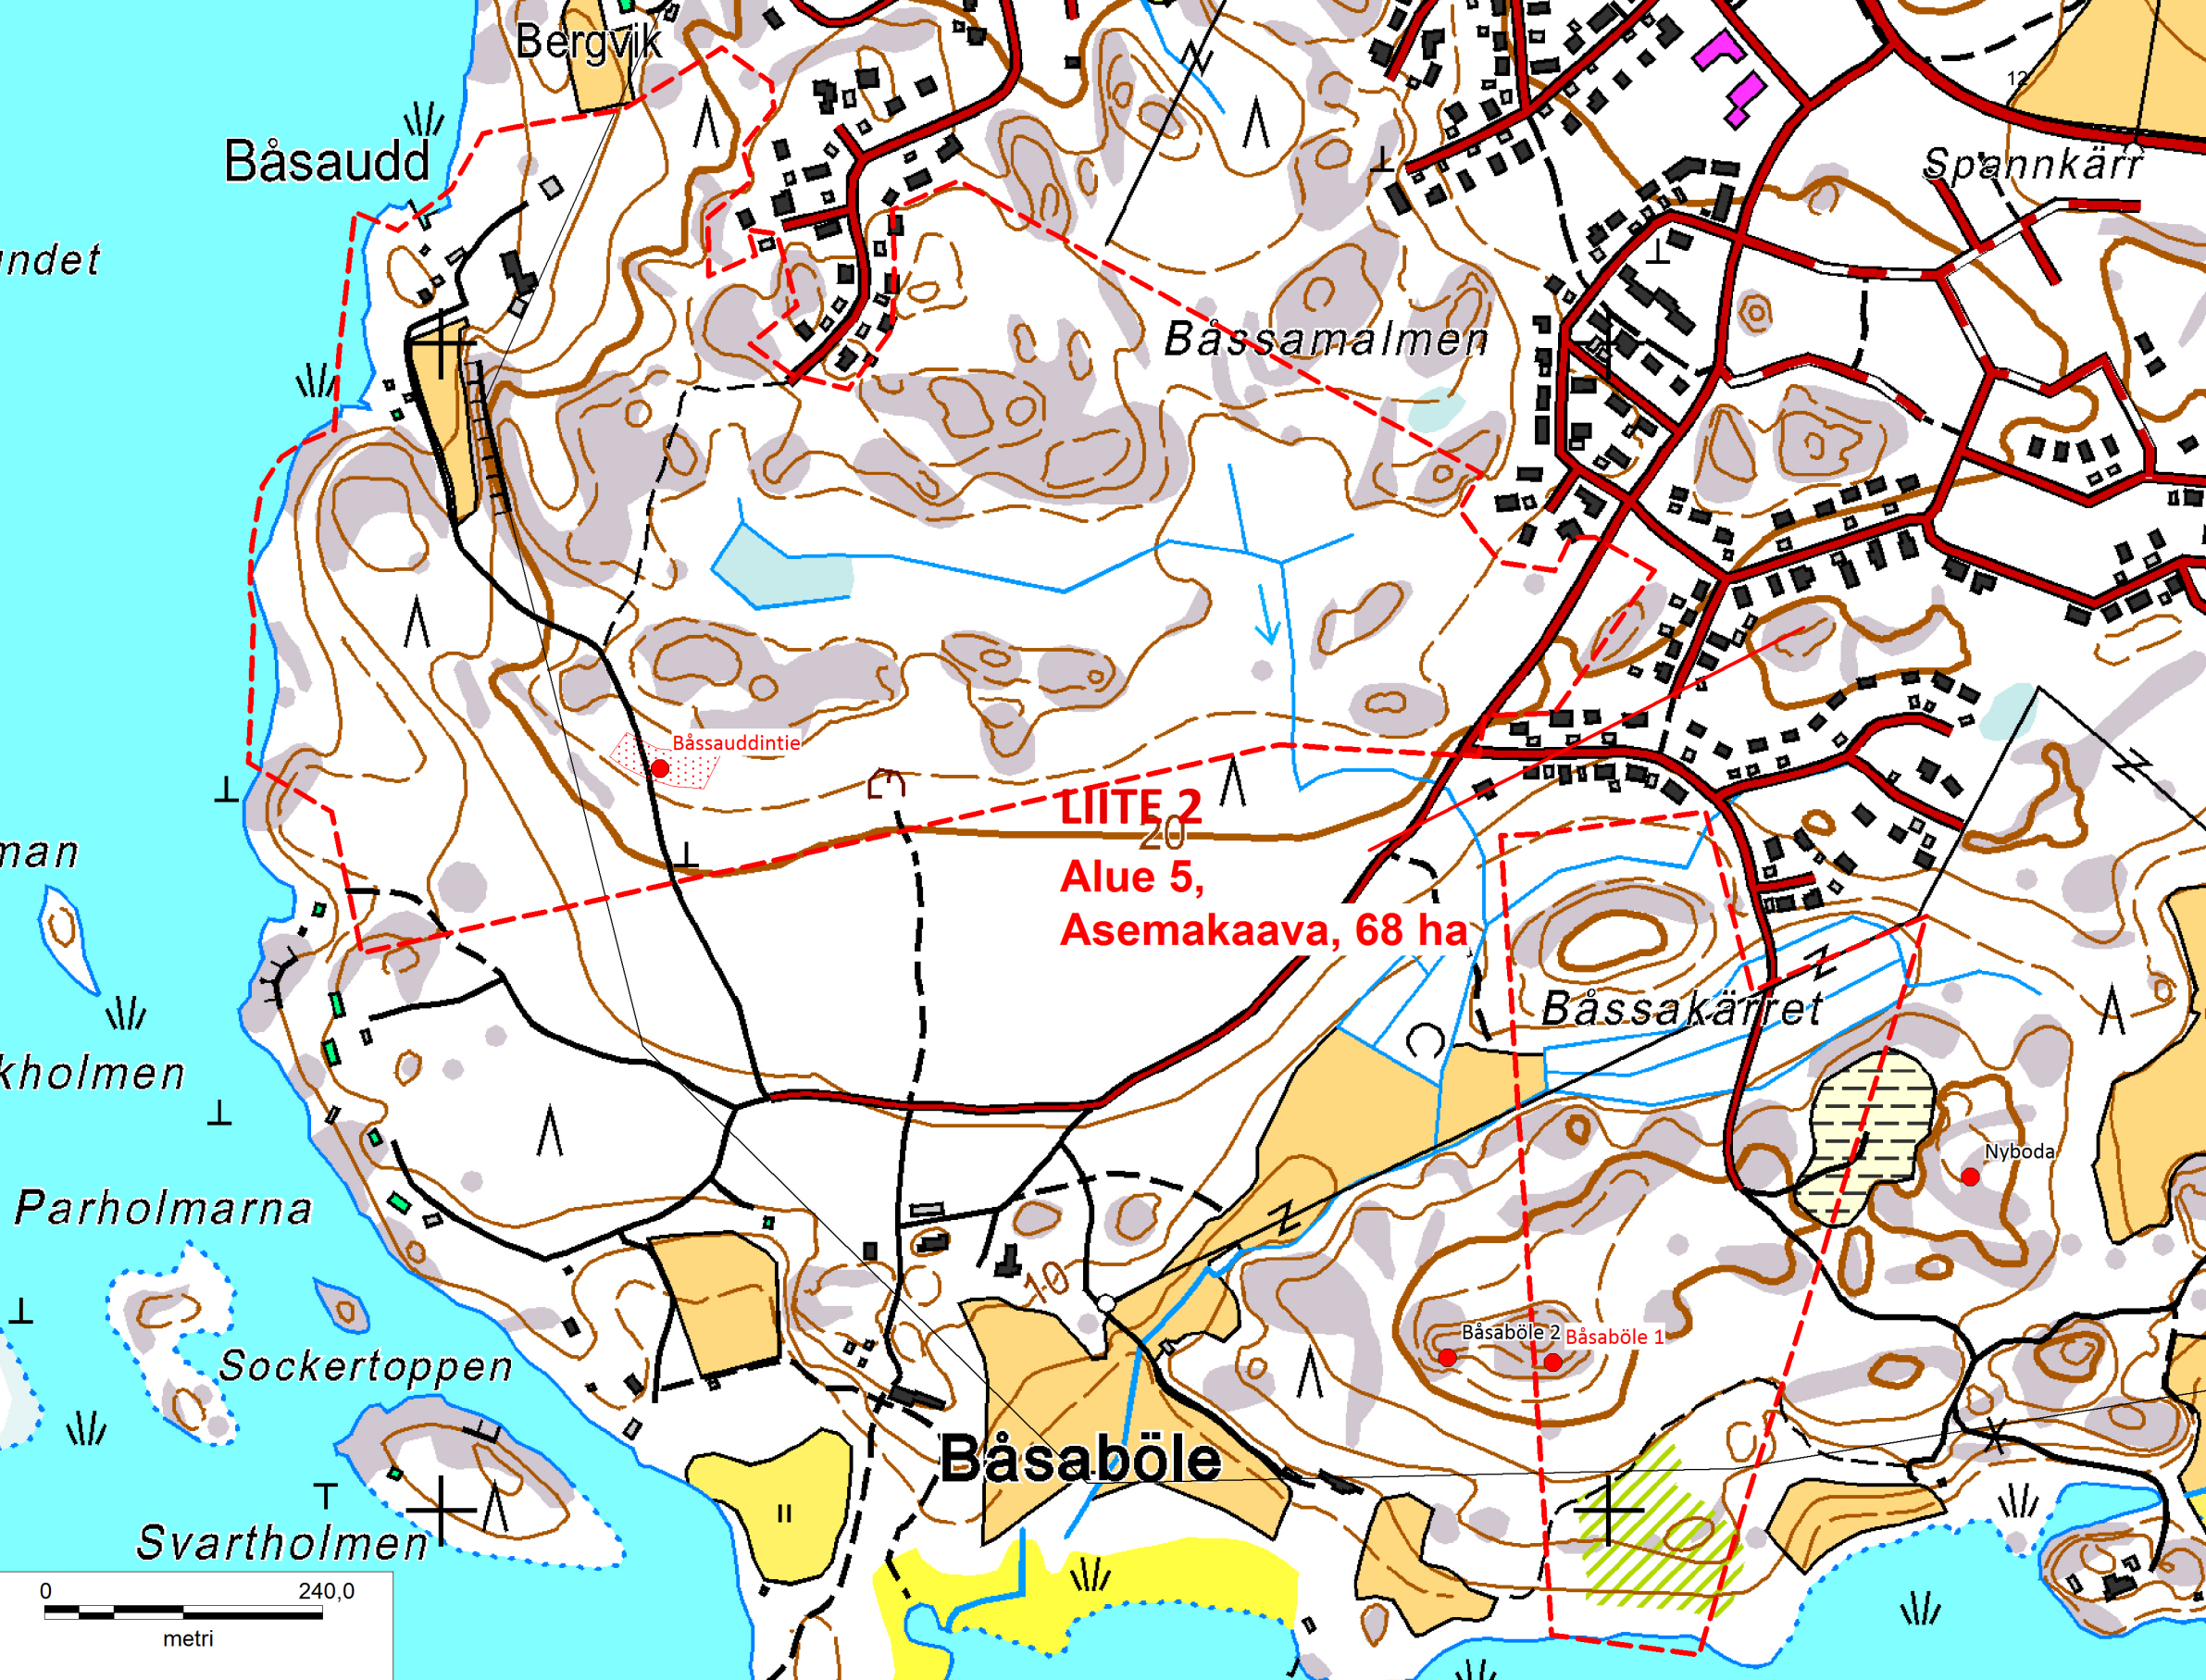 Bergvik
12
Båsaudd
Spannkärr
ndet
Båssamalmen
Båssauddintie
LIITE 2
20
Alue 5,
Asemakaava, 68 ha
man
Båssakärret
kholmen
Nyboda
Parholmarna
10
Båsaböle 2
Båsaböle 1
Sockertoppen
Båsaböle
Svartholmen
0 240,0
metri